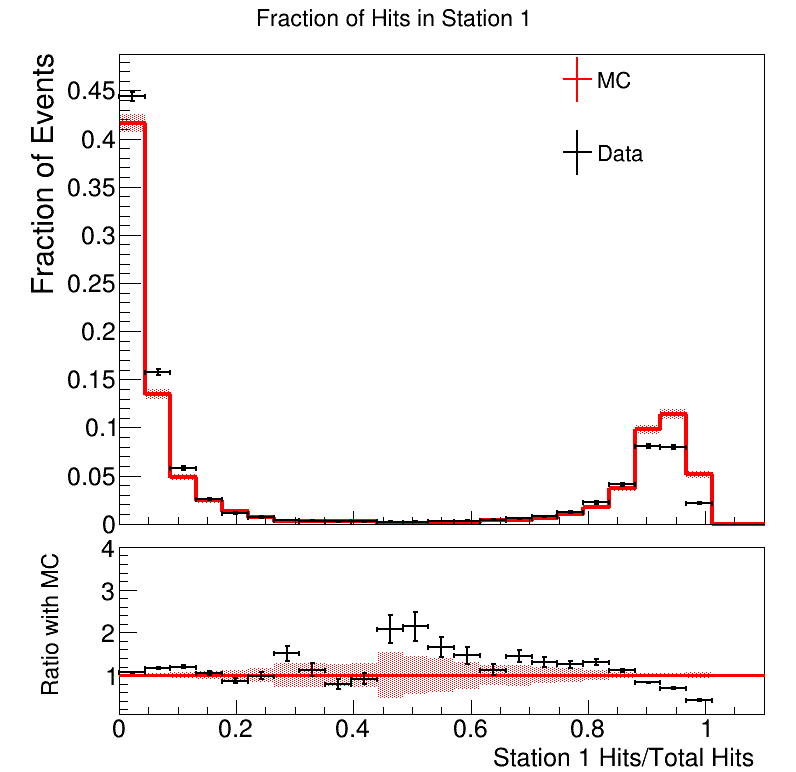 Fraction of Hits in Station 1
Fraction of Events
0.45
0.4
0.35
0.3
0.25
0.2
0.15
0.1
0.05
0
MC
Data
Ratio with MC
4
3
2
1
0 0.2 0.4 0.6 0.8 1
Station 1 Hits/Total Hits